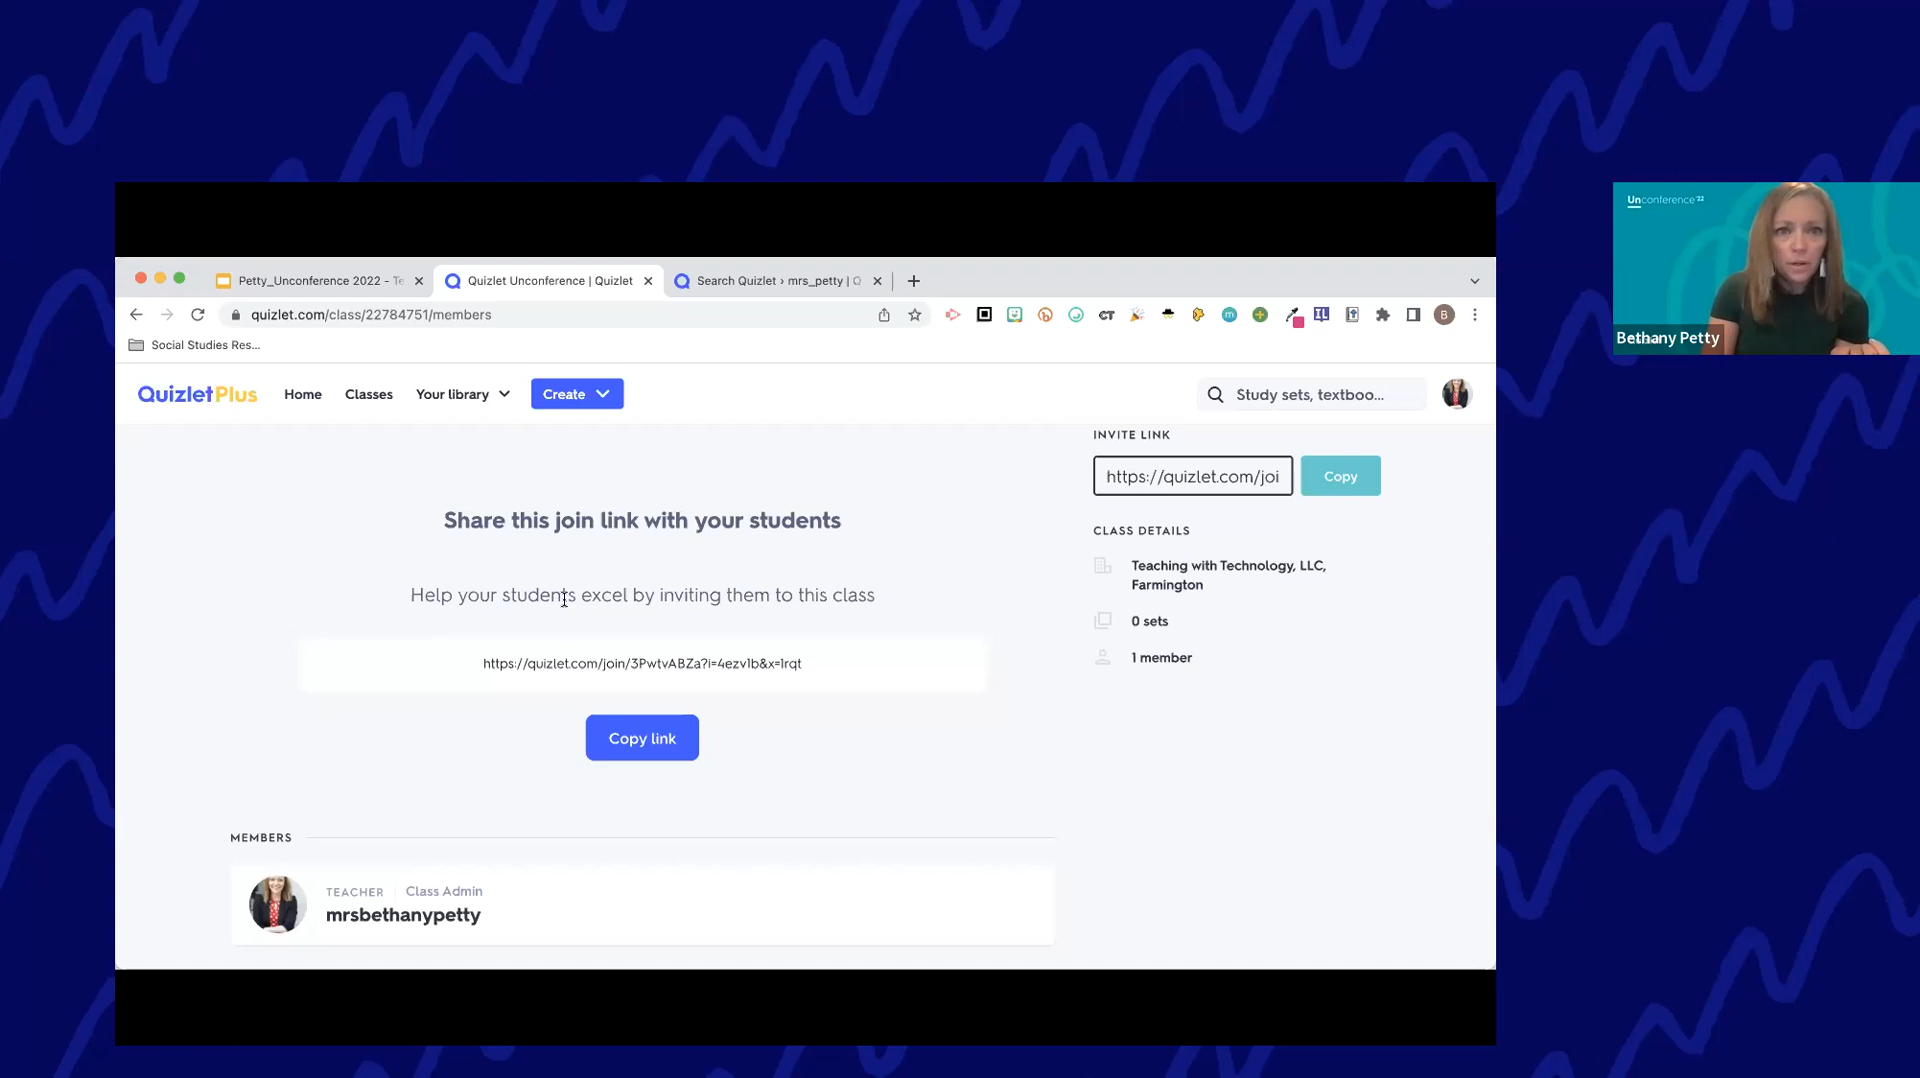 Petty_Unconference 2022 - Te
Quizlet Unconference | Quizlet
Search Quizlet › mrs_petty | Q
quizlet.com/class/22784751/members
CT
IL
B
Social Studies Res...
QuizletPlus
Home
Classes
Your library
Create
Study sets, textboo...
INVITE LINK
https://quizlet.com/joi
Copy
Share this join link with your students
CLASS DETAILS
Teaching with Technology, LLC,
Farmington
Help your students excel by inviting them to this class
0 sets
https://quizlet.com/join/3PwtvABZa?i=4ezv1b&x=1rqt
1 member
Copy link
MEMBERS
TEACHER Class Admin
mrsbethanypetty
Unconference '22
Bethany Petty